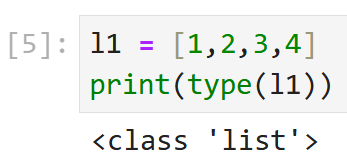 [5]: l1 = [1,2,3,4]
print(type(l1))
<class 'list'>